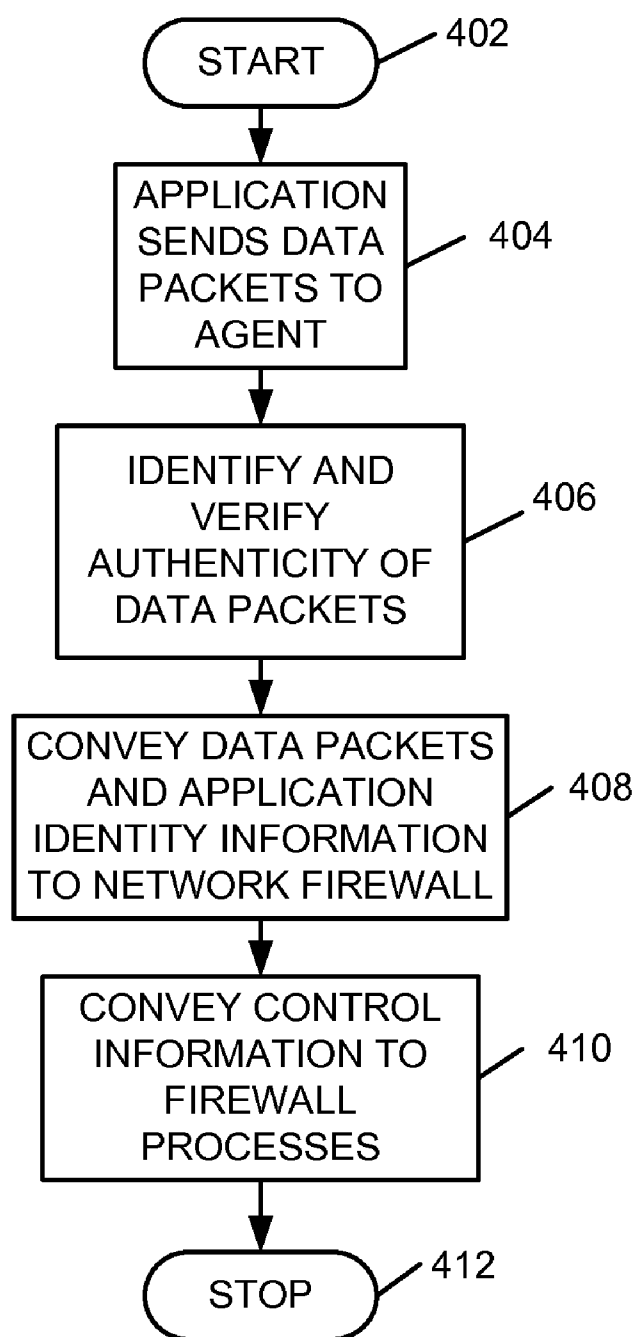 START
402
APPLICATION
SENDS DATA
PACKETS TO
AGENT
404
IDENTIFY AND
VERIFY
AUTHENTICITY OF
DATA PACKETS
406
CONVEY DATA PACKETS
AND APPLICATION
IDENTITY INFORMATION
TO NETWORK FIREWALL
408
CONVEY CONTROL
INFORMATION TO
FIREWALL
PROCESSES
410
STOP
412